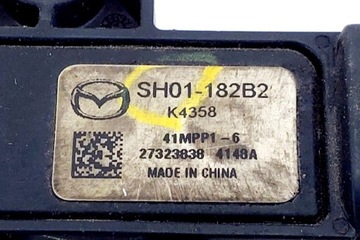 SH01-182B2
K4358
41MPP1-6
27323838 4148A
MADE IN CHINA